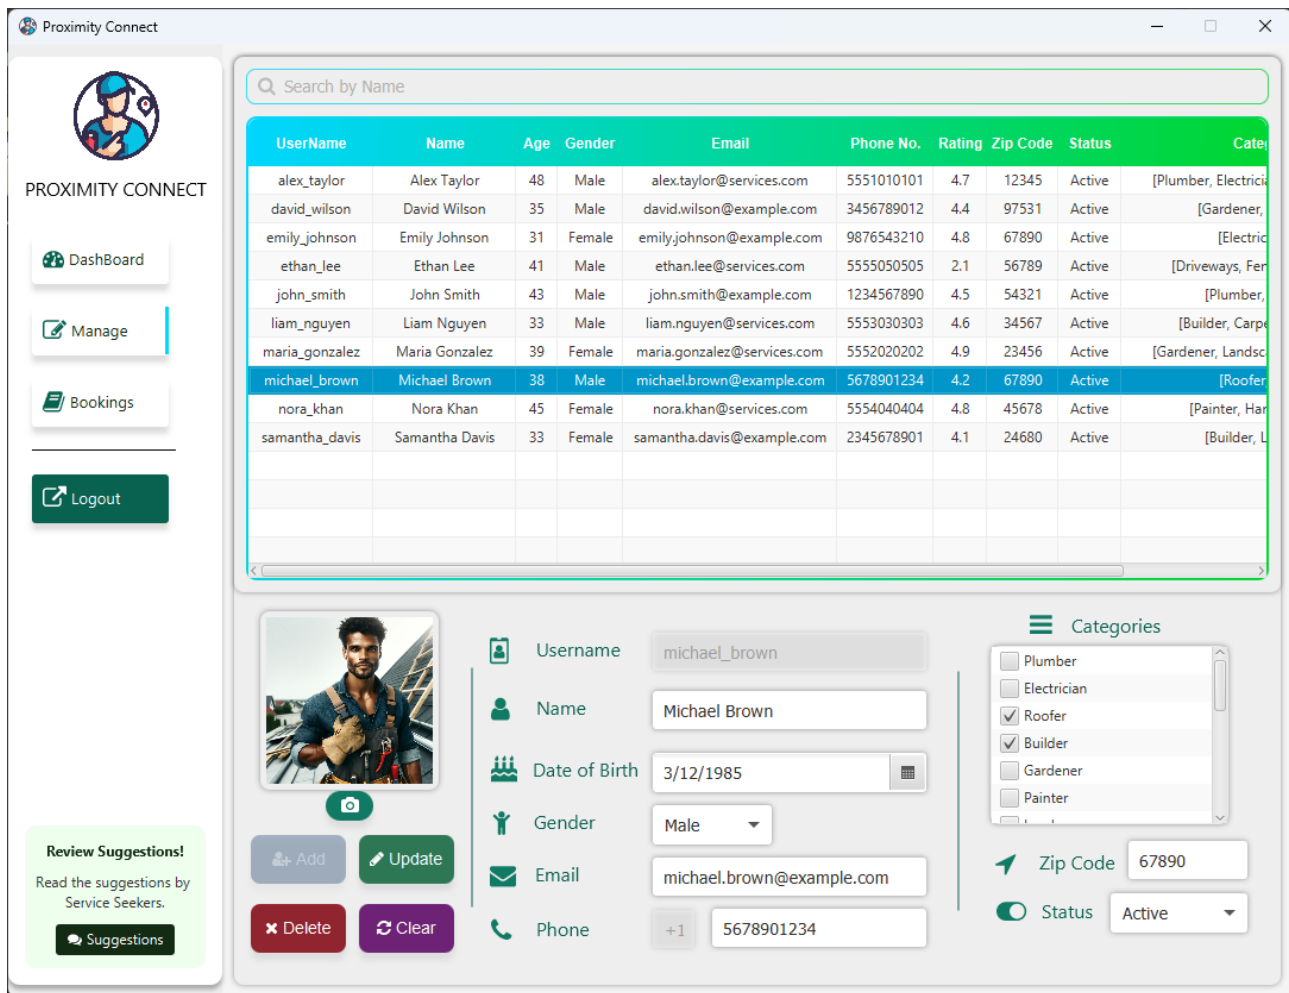 Proximity Connect
PROXIMITY CONNECT
DashBoard
Manage
Bookings
Logout
Review Suggestions!
Read the suggestions by
Service Seekers.
Suggestions
Search by Name
UserName Name Age Gender Email Phone No. Rating Zip Code Status Categ
alex_taylor Alex Taylor 48 Male alex.taylor@services.com 5551010101 4.7 12345 Active [Plumber, Electricia
david_wilson David Wilson 35 Male david.wilson@example.com 3456789012 4.4 97531 Active [Gardener,
emily_johnson Emily Johnson 31 Female emily.johnson@example.com 9876543210 4.8 67890 Active [Electric
ethan_lee Ethan Lee 41 Male ethan.lee@services.com 5555050505 2.1 56789 Active [Driveways, Fen
john_smith John Smith 43 Male john.smith@example.com 1234567890 4.5 54321 Active [Plumber,
liam_nguyen Liam Nguyen 33 Male liam.nguyen@services.com 5553030303 4.6 34567 Active [Builder, Carpe
maria_gonzalez Maria Gonzalez 39 Female maria.gonzalez@services.com 5552020202 4.9 23456 Active [Gardener, Landsc
michael_brown Michael Brown 38 Male michael.brown@example.com 5678901234 4.2 67890 Active [Roofer
nora_khan Nora Khan 45 Female nora.khan@services.com 5554040404 4.8 45678 Active [Painter, Har
samantha_davis Samantha Davis 33 Female samantha.davis@example.com 2345678901 4.1 24680 Active [Builder, L
Add
Update
Delete
Clear
Username michael_brown
Name Michael Brown
Date of Birth 3/12/1985
Gender Male
Email michael.brown@example.com
Phone +1 5678901234
Categories
Plumber
Electrician
Roofer
Builder
Gardener
Painter
Zip Code 67890
Status Active